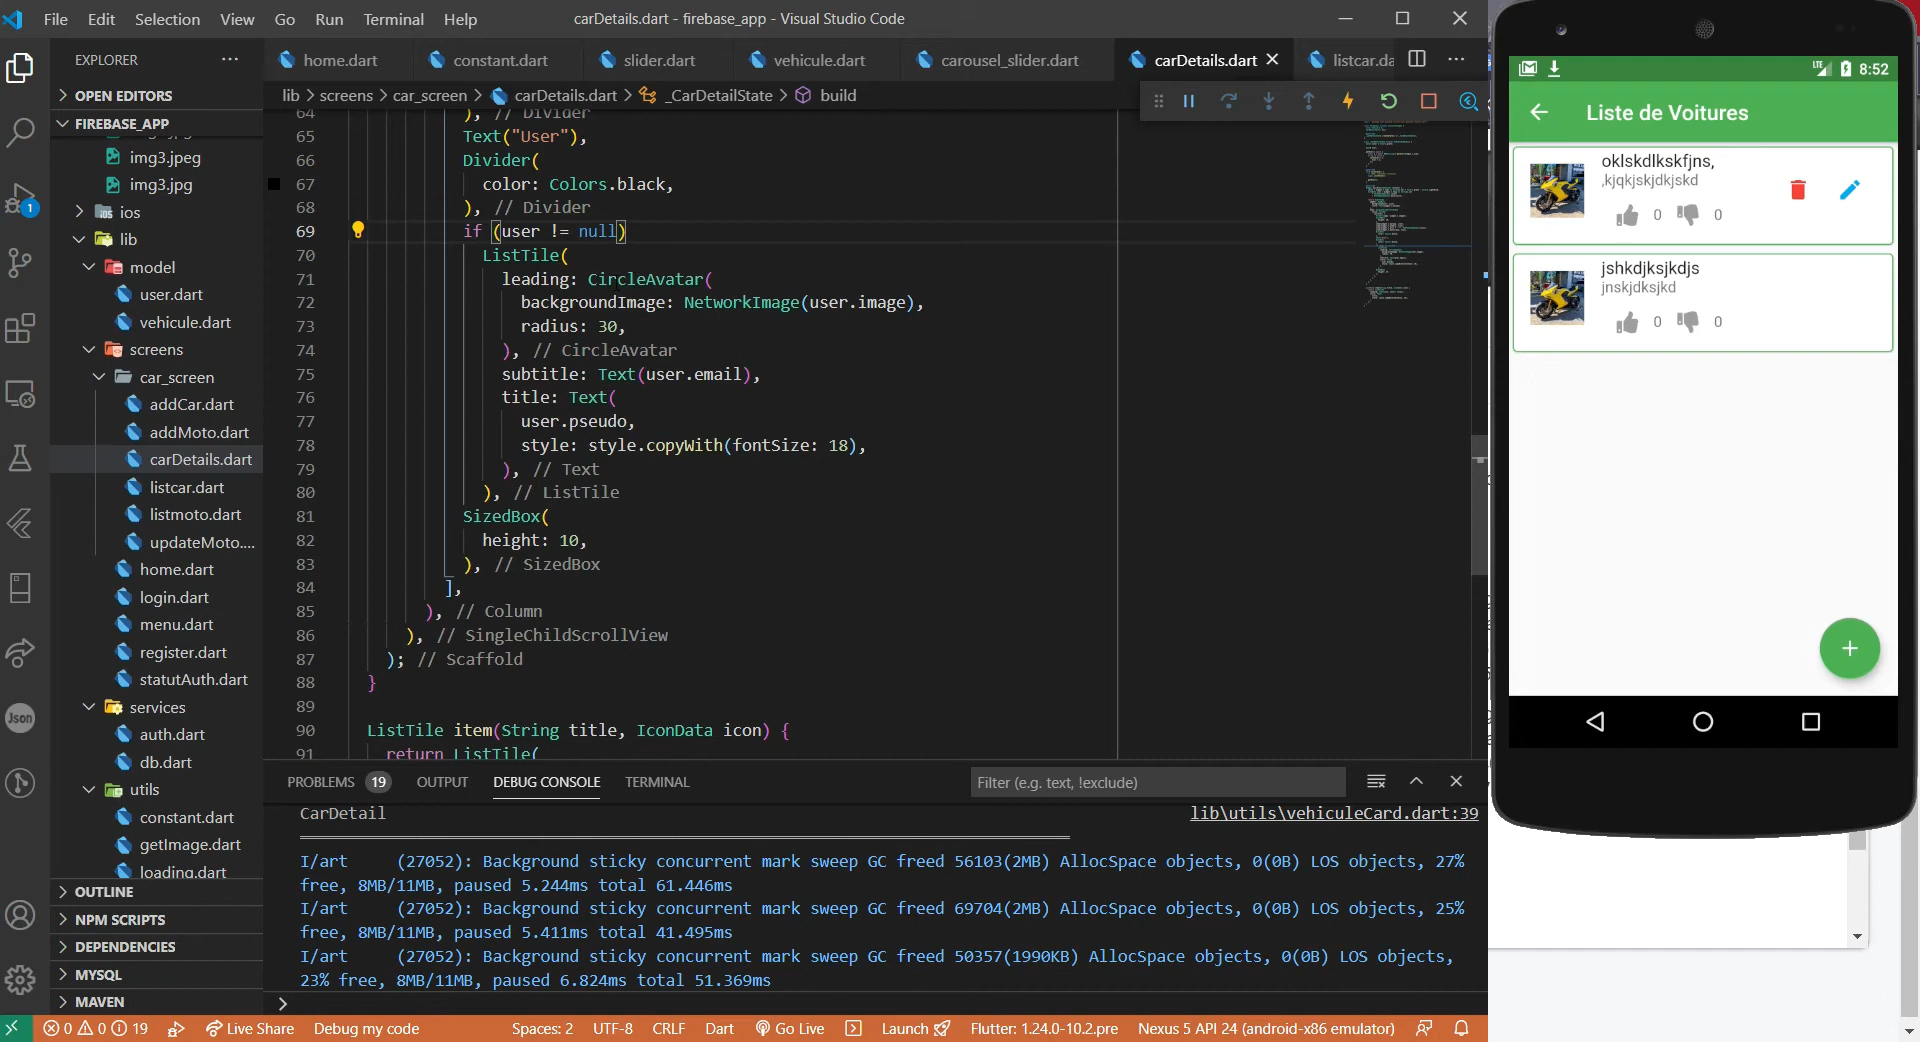 File Edit Selection View Go Run Terminal Help
carDetails.dart - firebase_app - Visual Studio Code
EXPLORER
OPEN EDITORS
FIREBASE_APP
img3.jpeg
img3.jpg
ios
lib
model
user.dart
vehicule.dart
screens
car_screen
addCar.dart
addMoto.dart
carDetails.dart
listcar.dart
listmoto.dart
updateMoto....
home.dart
login.dart
menu.dart
register.dart
statutAuth.dart
services
auth.dart
db.dart
utils
constant.dart
getImage.dart
loading.dart
OUTLINE
NPM SCRIPTS
DEPENDENCIES
MYSQL
MAVEN
1
Json
home.dart constant.dart slider.dart vehicule.dart carousel_slider.dart carDetails.dart listcar.da
lib > screens > car_screen > carDetails.dart > _CarDetailState > build
64 ), // Divider
65 Text("User"),
66 Divider(
67 color: Colors.black,
68 ), // Divider
69 if (user != null)
70 ListTile(
71 leading: CircleAvatar(
72 backgroundImage: NetworkImage(user.image),
73 radius: 30,
74 ), // CircleAvatar
75 subtitle: Text(user.email),
76 title: Text(
77 user.pseudo,
78 style: style.copyWith(fontSize: 18),
79 ), // Text
80 ), // ListTile
81 SizedBox(
82 height: 10,
83 ), // SizedBox
84 ],
85 ), // Column
86 ), // SingleChildScrollView
87 ); // Scaffold
88 }
89
90 ListTile item(String title, IconData icon) {
91 return ListTile(
PROBLEMS 19 OUTPUT DEBUG CONSOLE TERMINAL
Filter (e.g. text, !exclude)
CarDetail lib\utils\vehiculeCard.dart:39
I/art (27052): Background sticky concurrent mark sweep GC freed 56103(2MB) AllocSpace objects, 0(0B) LOS objects, 27%
free, 8MB/11MB, paused 5.244ms total 61.446ms
I/art (27052): Background sticky concurrent mark sweep GC freed 69704(2MB) AllocSpace objects, 0(0B) LOS objects, 25%
free, 8MB/11MB, paused 5.411ms total 41.495ms
I/art (27052): Background sticky concurrent mark sweep GC freed 50357(1990KB) AllocSpace objects, 0(0B) LOS objects,
23% free, 8MB/11MB, paused 6.824ms total 51.369ms
>
0 0 19 Live Share Debug my code Spaces: 2 UTF-8 CRLF Dart Go Live Launch Flutter: 1.24.0-10.2.pre Nexus 5 API 24 (android-x86 emulator)
LTE 8:52
Liste de Voitures
oklskdlkskfjns,
,kjqkjskjdkjskd
0 0
jshkdjksjkdjs
jnskjdksjkd
0 0
+